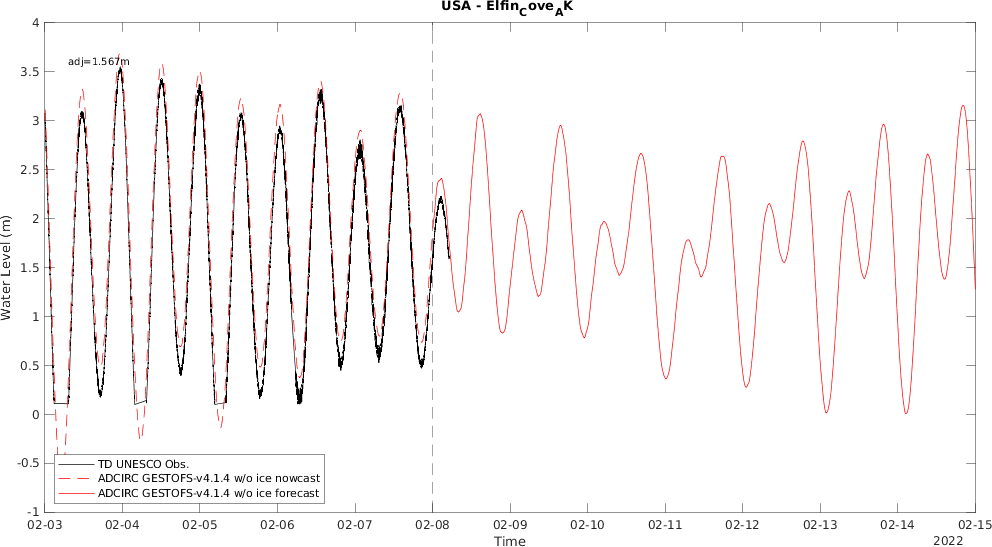 USA - ElfinCoveAK
4
3.5
3
2.5
2
1.5
1
0.5
0
-0.5
-1
Water Level (m)
adj=1.567m
TD UNESCO Obs.
ADCIRC GESTOFS-v4.1.4 w/o ice nowcast
ADCIRC GESTOFS-v4.1.4 w/o ice forecast
02-03 02-04 02-05 02-06 02-07 02-08 02-09 02-10 02-11 02-12 02-13 02-14 02-15
Time
2022